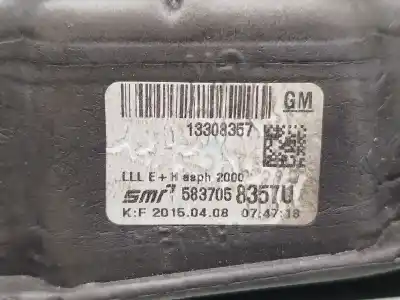 GM
13308357
LLL E + H asph 2000
smr 583705 8357U
K:F 2015.04.08 07:47:18